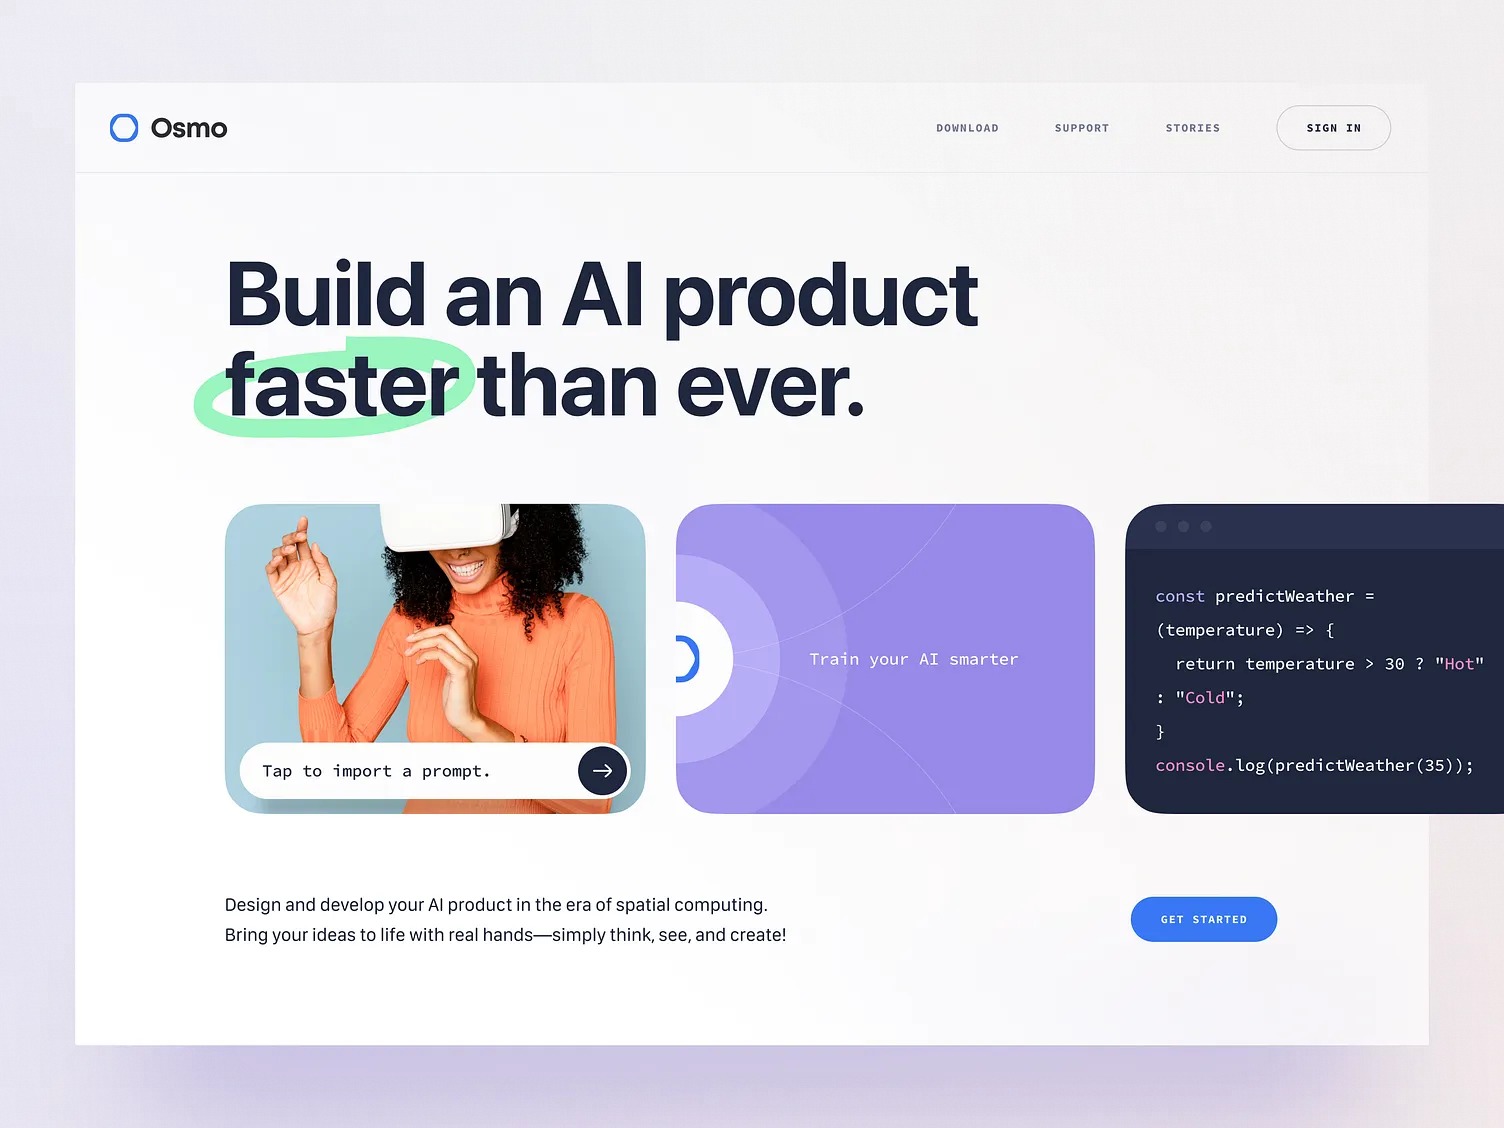 Osmo
DOWNLOAD
SUPPORT
STORIES
SIGN IN
Build an AI product
faster than ever.
Tap to import a prompt.
Train your AI smarter
const predictWeather =
(temperature) => {
return temperature > 30 ? "Hot"
: "Cold";
}
console.log(predictWeather(35));
Design and develop your AI product in the era of spatial computing.
Bring your ideas to life with real hands—simply think, see, and create!
GET STARTED